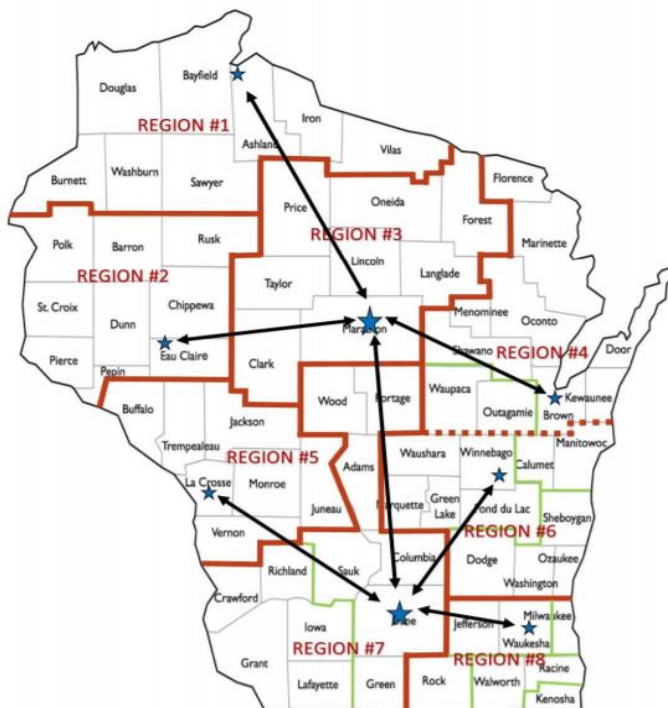 Bayfield
Douglas
REGION #1
Iron
Ashland
Vilas
Washburn
Burnett
Sawyer
Florence
Price
Oneida
Forest
Polk
Barron
Rusk
REGION #3
Marinette
REGION #2
Lincoln
Taylor
Langlade
St. Croix
Chippewa
Menominee
Oconto
Dunn
Marathon
Eau Claire
Shawano
REGION #4
Door
Pierce
Pepin
Clark
Waupaca
Kewaunee
Buffalo
Wood
Portage
Outagamie
Brown
Jackson
Trempealeau
REGION #5
Adams
Waushara
Winnebago
Manitowoc
Calumet
La Crosse
Monroe
Juneau
Marquette
Green
Lake
Fond du Lac
Sheboygan
Vernon
REGION #6
Columbia
Dodge
Ozaukee
Richland
Sauk
Washington
Crawford
Dane
Jefferson
Milwaukee
Waukesha
Iowa
REGION #7
REGION #8
Grant
Racine
Lafayette
Green
Rock
Walworth
Kenosha